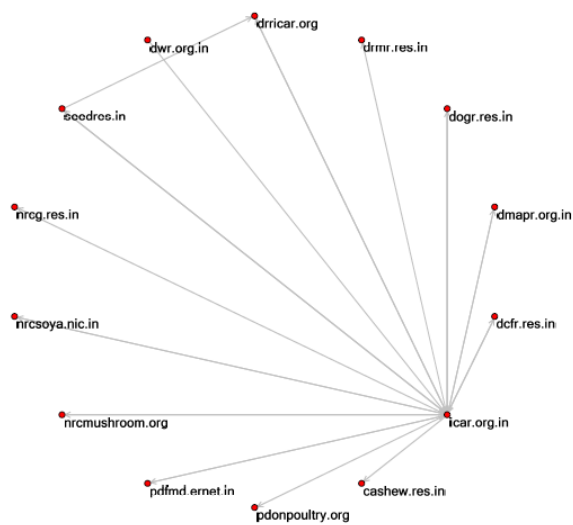 drricar.org
dwr.org.in
drmr.res.in
seedres.in
dogr.res.in
nrcg.res.in
dmapr.org.in
nrcsoya.nic.in
dcfr.res.in
nrcmushroom.org
icar.org.in
pdfmd.ernet.in
cashew.res.in
pdonpoultry.org